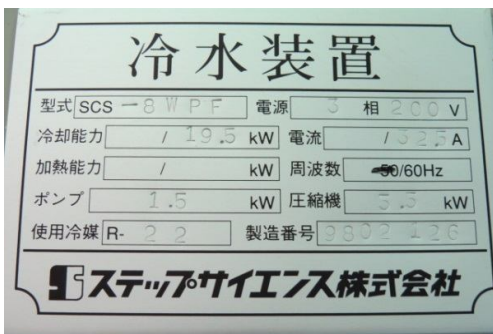 冷水装置
型式 SCS-8WPF 電源 3 相 200 V
冷却能力 / 19.5 kW 電流 / 32.5 A
加熱能力 / kW 周波数 50/60Hz
ポンプ 1.5 kW 圧縮機 5.5 kW
使用冷媒 R-22 製造番号 9802126
ステップサイエンス株式会社